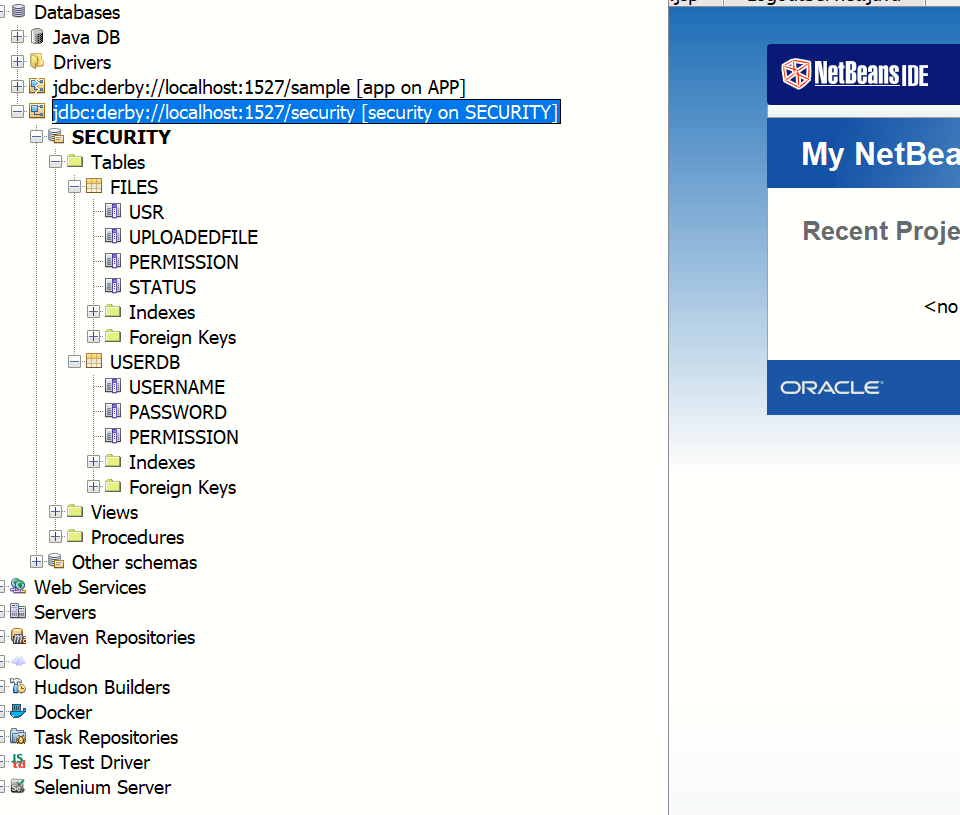 Databases
Java DB
Drivers
jdbc:derby://localhost:1527/sample [app on APP]
jdbc:derby://localhost:1527/security [security on SECURITY]
SECURITY
Tables
FILES
USR
UPLOADEDFILE
PERMISSION
STATUS
Indexes
Foreign Keys
USERDB
USERNAME
PASSWORD
PERMISSION
Indexes
Foreign Keys
Views
Procedures
Other schemas
Web Services
Servers
Maven Repositories
Cloud
Hudson Builders
Docker
Task Repositories
JS Test Driver
Selenium Server
NetBeans IDE
My NetBea
Recent Proje
<no
ORACLE